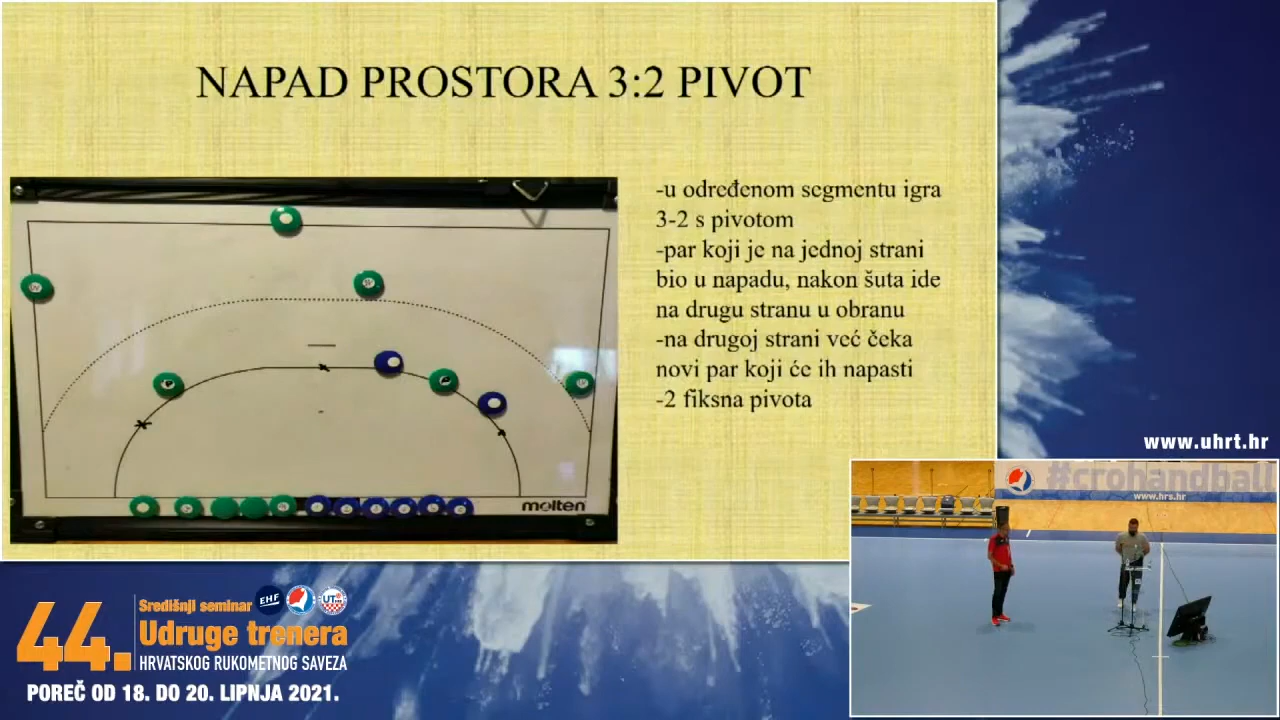 NAPAD PROSTORA 3:2 PIVOT
-u određenom segmentu igra
3-2 s pivotom
-par koji je na jednoj strani
bio u napadu, nakon šuta ide
na drugu stranu u obranu
-na drugoj strani već čeka
novi par koji će ih napasti
-2 fiksna pivota
molten
www.uhrt.hr
#crohandball
www.hrs.hr
44.
Središnji seminar
EHF
Udruge trenera
HRVATSKOG RUKOMETNOG SAVEZA
POREČ OD 18. DO 20. LIPNJA 2021.